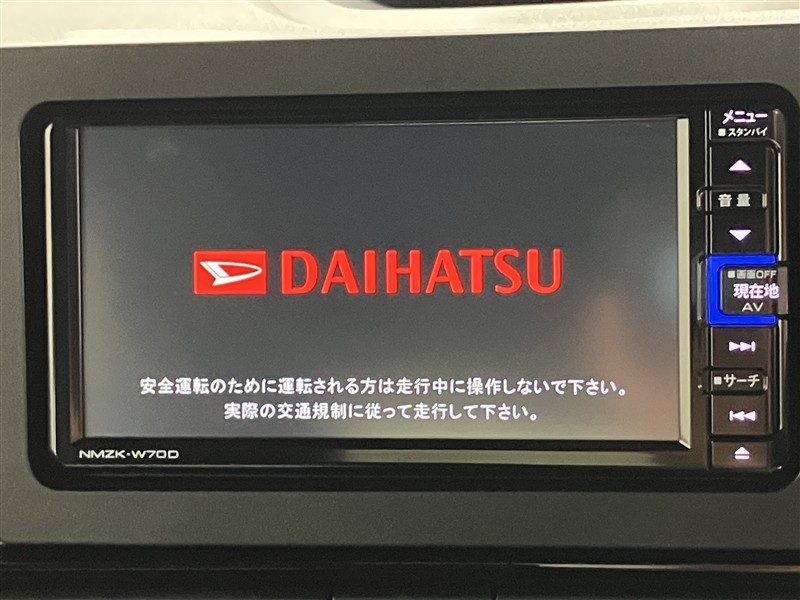 DAIHATSU
安全運転のために運転される方は走行中に操作しないで下さい。
実際の交通規制に従って走行して下さい。
NMZK-W70D
メニュー
スタンバイ
音量
画面OFF
現在地
AV
サーチ